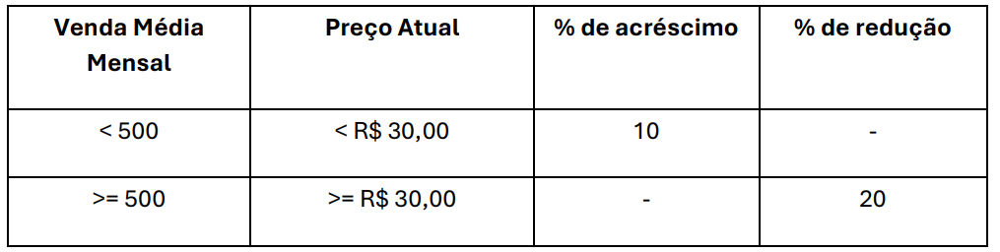 Venda Média Mensal | Preço Atual | % de acréscimo | % de redução
< 500 | < R$ 30,00 | 10 | -
>= 500 | >= R$ 30,00 | - | 20